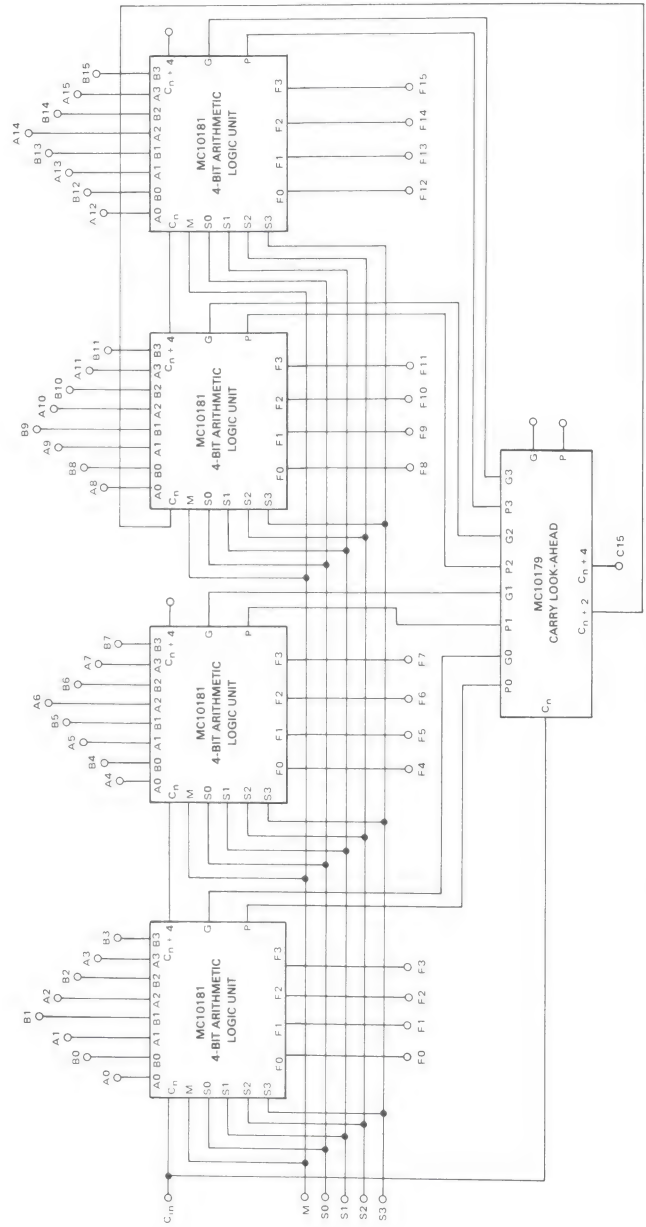 B1 B9 A14
A2 A6 A10 B13
A1 B2 B5 B6 A9 B10 A13 B14
B0 A3 A5 A7 B8 A11 B12 A15
A0 B3 A4 B4 B7 A8 B11 A12 B15
A0 B0 A1 B1 A2 B2 A3 B3
Cn Cn + 4
M
S0
S1
S2
S3
G
P
MC10181
4-BIT ARITHMETIC
LOGIC UNIT
F0 F1 F2 F3
F0 F1 F2 F3
A0 B0 A1 B1 A2 B2 A3 B3
Cn + 4
M
S0
S1
S2
S3
G
P
MC10181
4-BIT ARITHMETIC
LOGIC UNIT
F0 F1 F2 F3
F4 F5 F6 F7
A0 B0 A1 B1 A2 B2 A3 B3
Cn Cn + 4
M
S0
S1
S2
S3
G
P
MC10181
4-BIT ARITHMETIC
LOGIC UNIT
F0 F1 F2 F3
F8 F9 F10 F11
A0 B0 A1 B1 A2 B2 A3 B3
Cn Cn + 4
M
S0
S1
S2
S3
G
P
MC10181
4-BIT ARITHMETIC
LOGIC UNIT
F0 F1 F2 F3
F12 F13 F14 F15
Cin
M
S0
S1
S2
S3
P0 G0 P1 G1 P2 G2 P3 G3
Cn
MC10179
CARRY LOOK-AHEAD
G
P
Cn + 2 Cn + 4
C15